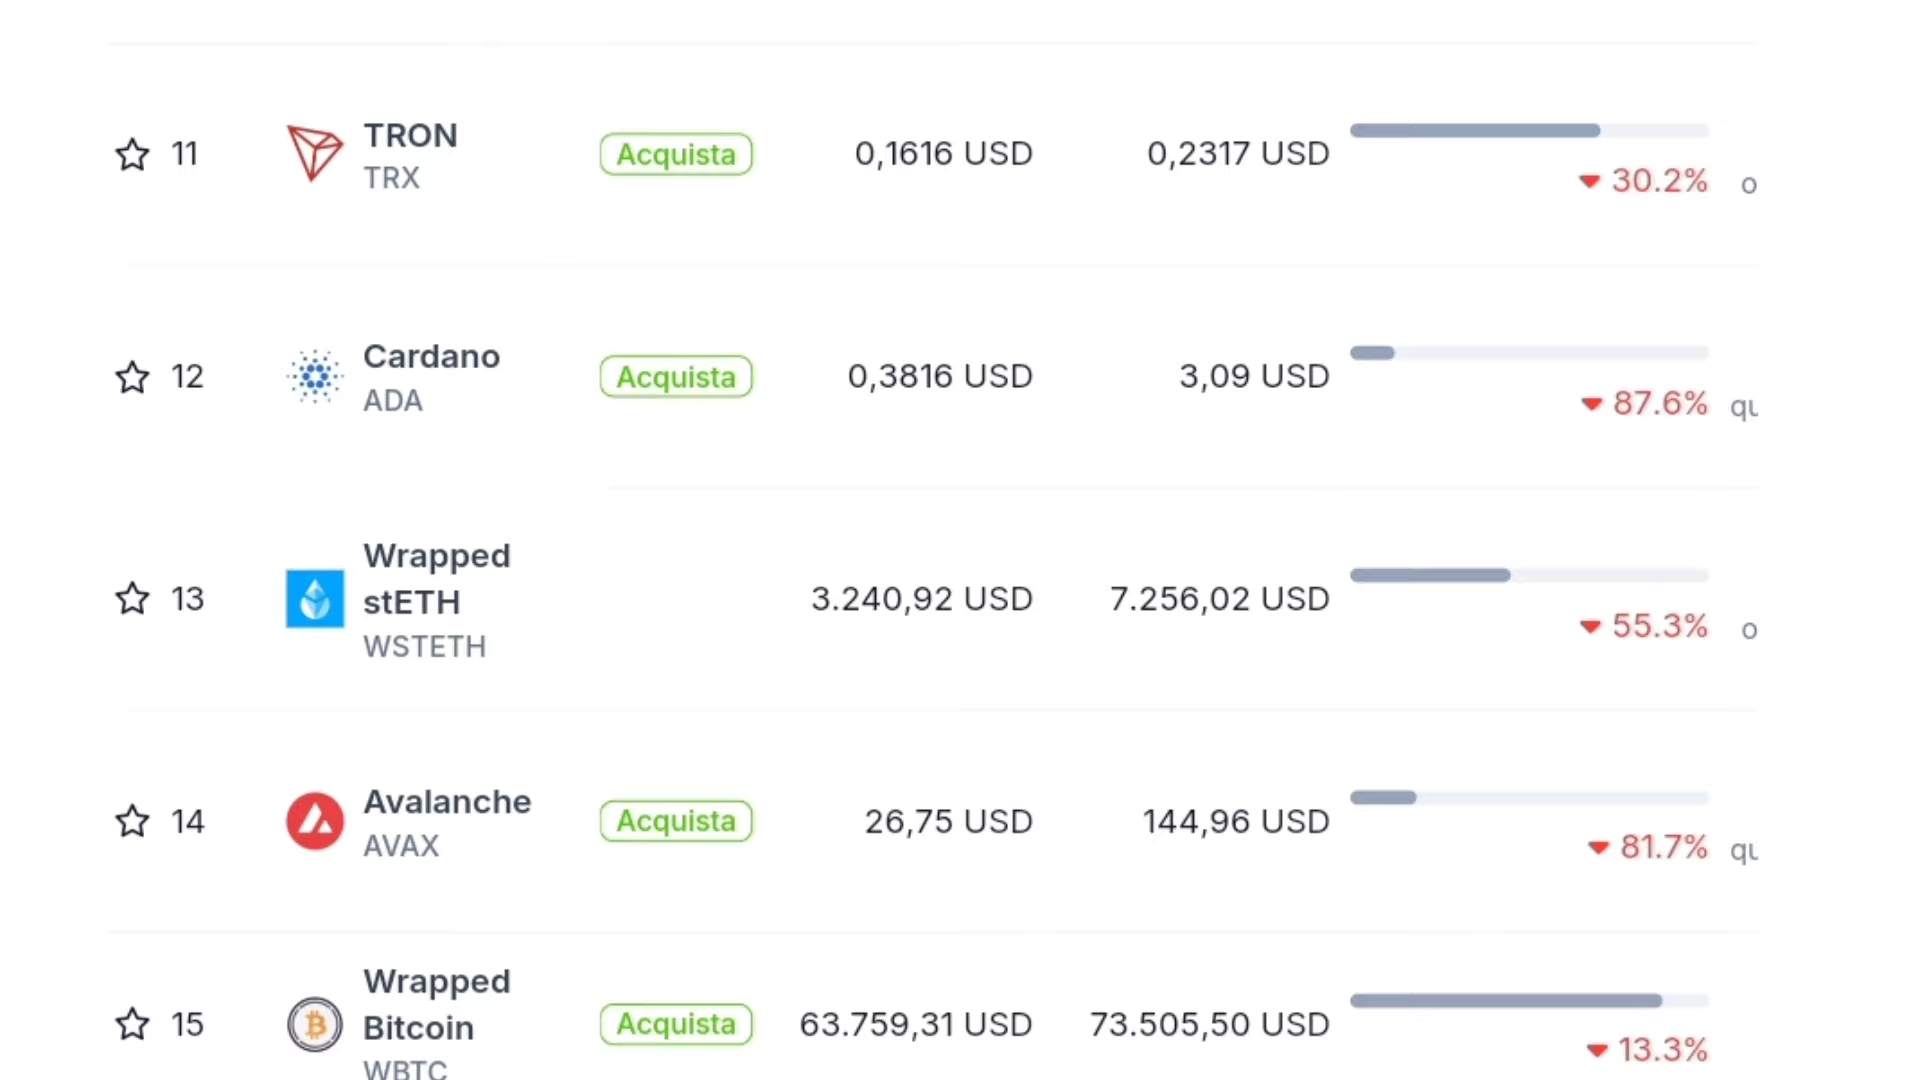 11 TRON Acquista 0,1616 USD 0,2317 USD
TRX 30.2% o
12 Cardano Acquista 0,3816 USD 3,09 USD
ADA 87.6% qu
Wrapped
13 stETH 3.240,92 USD 7.256,02 USD
WSTETH 55.3% o
14 Avalanche Acquista 26,75 USD 144,96 USD
AVAX 81.7% qu
Wrapped
15 Bitcoin Acquista 63.759,31 USD 73.505,50 USD
WBTC 13.3%